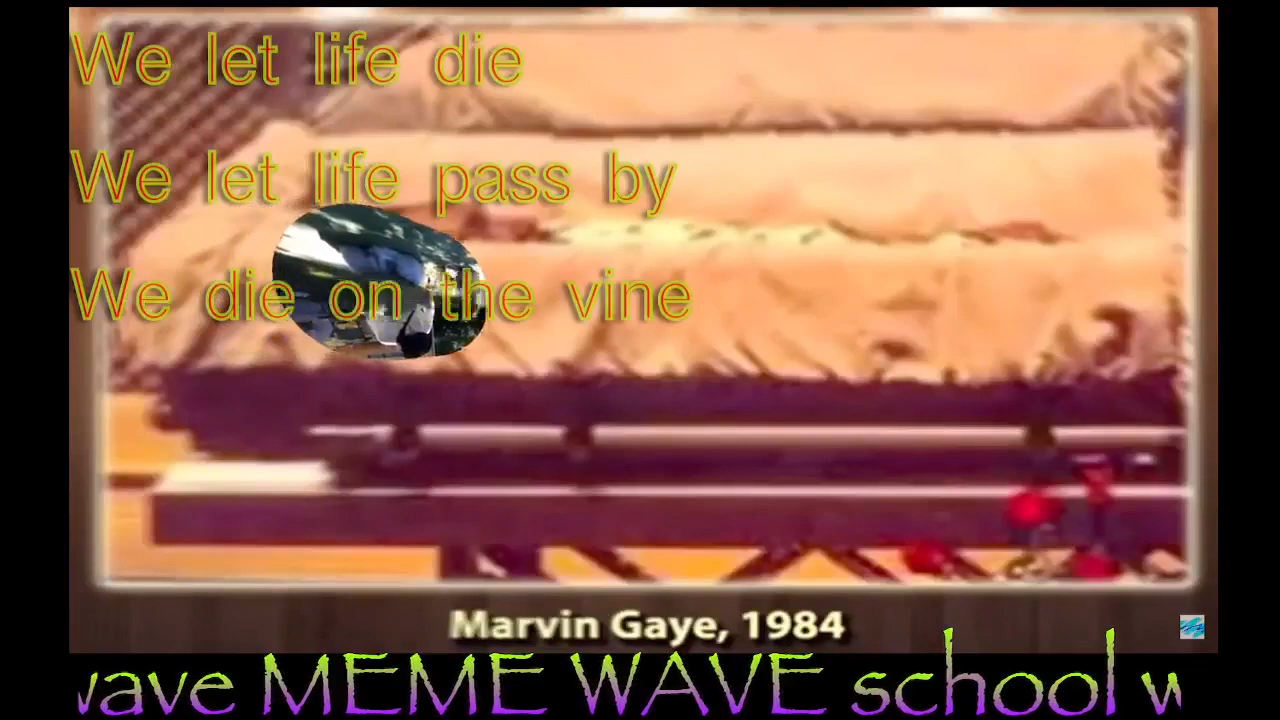 We let life die
We let life pass by
We die on the vine
Marvin Gaye, 1984
wave MEME WAVE school w